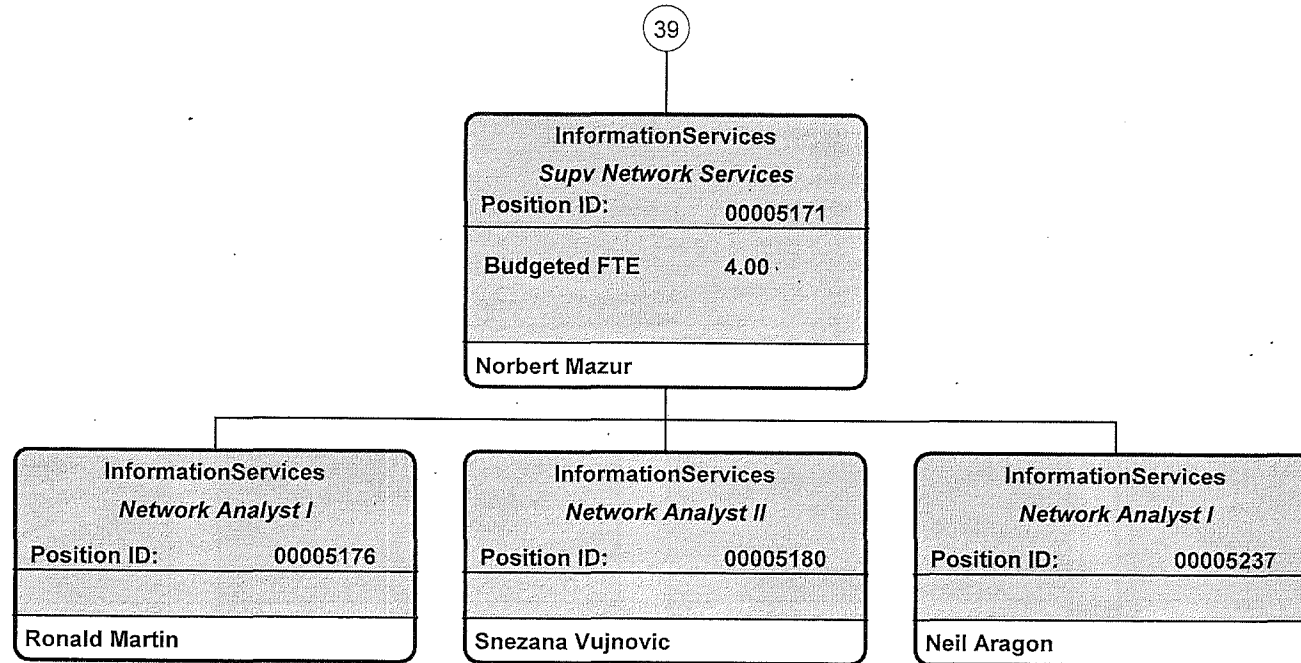 39
InformationServices
Supv Network Services
Position ID: 00005171
Budgeted FTE 4.00
Norbert Mazur
InformationServices
Network Analyst I
Position ID: 00005176
Ronald Martin
InformationServices
Network Analyst II
Position ID: 00005180
Snezana Vujnovic
InformationServices
Network Analyst I
Position ID: 00005237
Neil Aragon